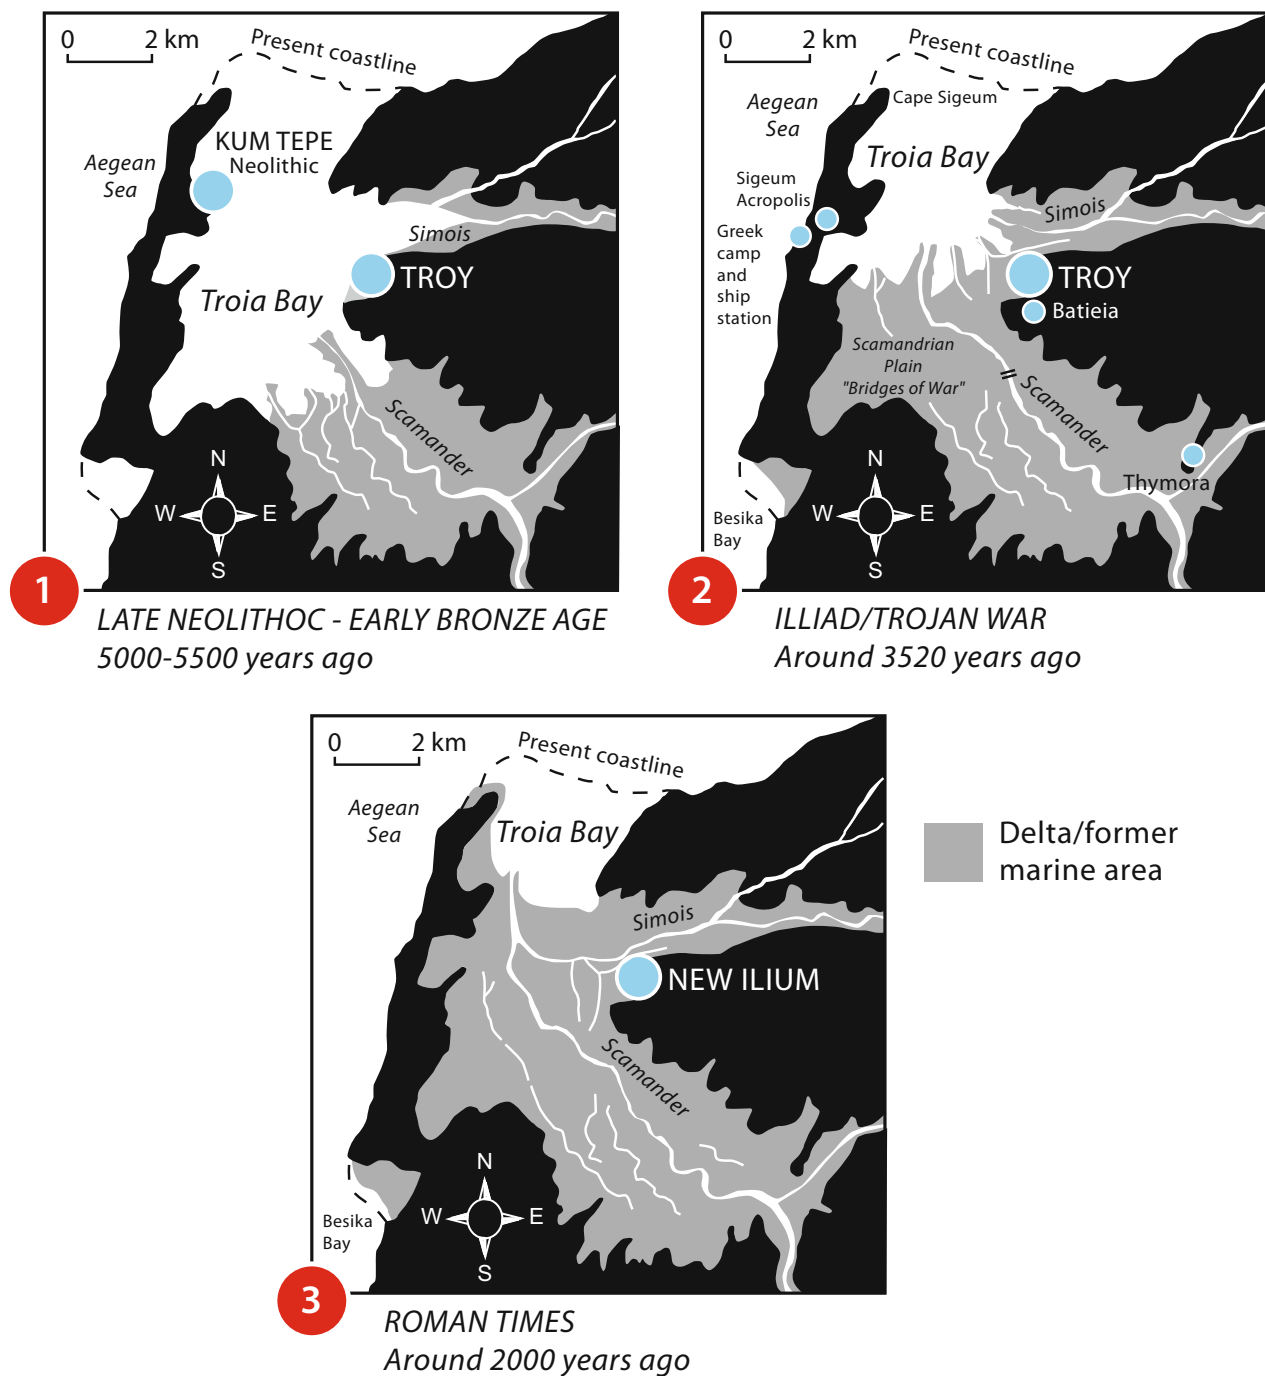 0 2 km
Present coastline
Aegean
Sea
KUM TEPE
Neolithic
Simois
TROY
Troia Bay
Scamander
N
W E
S
1
LATE NEOLITHOC - EARLY BRONZE AGE
5000-5500 years ago
0 2 km
Present coastline
Aegean
Sea
Cape Sigeum
Troia Bay
Sigeum
Acropolis
Simois
Greek
camp
and
ship
station
TROY
Batieia
Scamandrian
Plain
"Bridges of War"
Scamander
Thymora
N
W E
S
Besika
Bay
2
ILLIAD/TROJAN WAR
Around 3520 years ago
0 2 km
Present coastline
Aegean
Sea
Troia Bay
Simois
NEW ILIUM
Scamander
N
W E
S
Besika
Bay
3
ROMAN TIMES
Around 2000 years ago
Delta/former
marine area